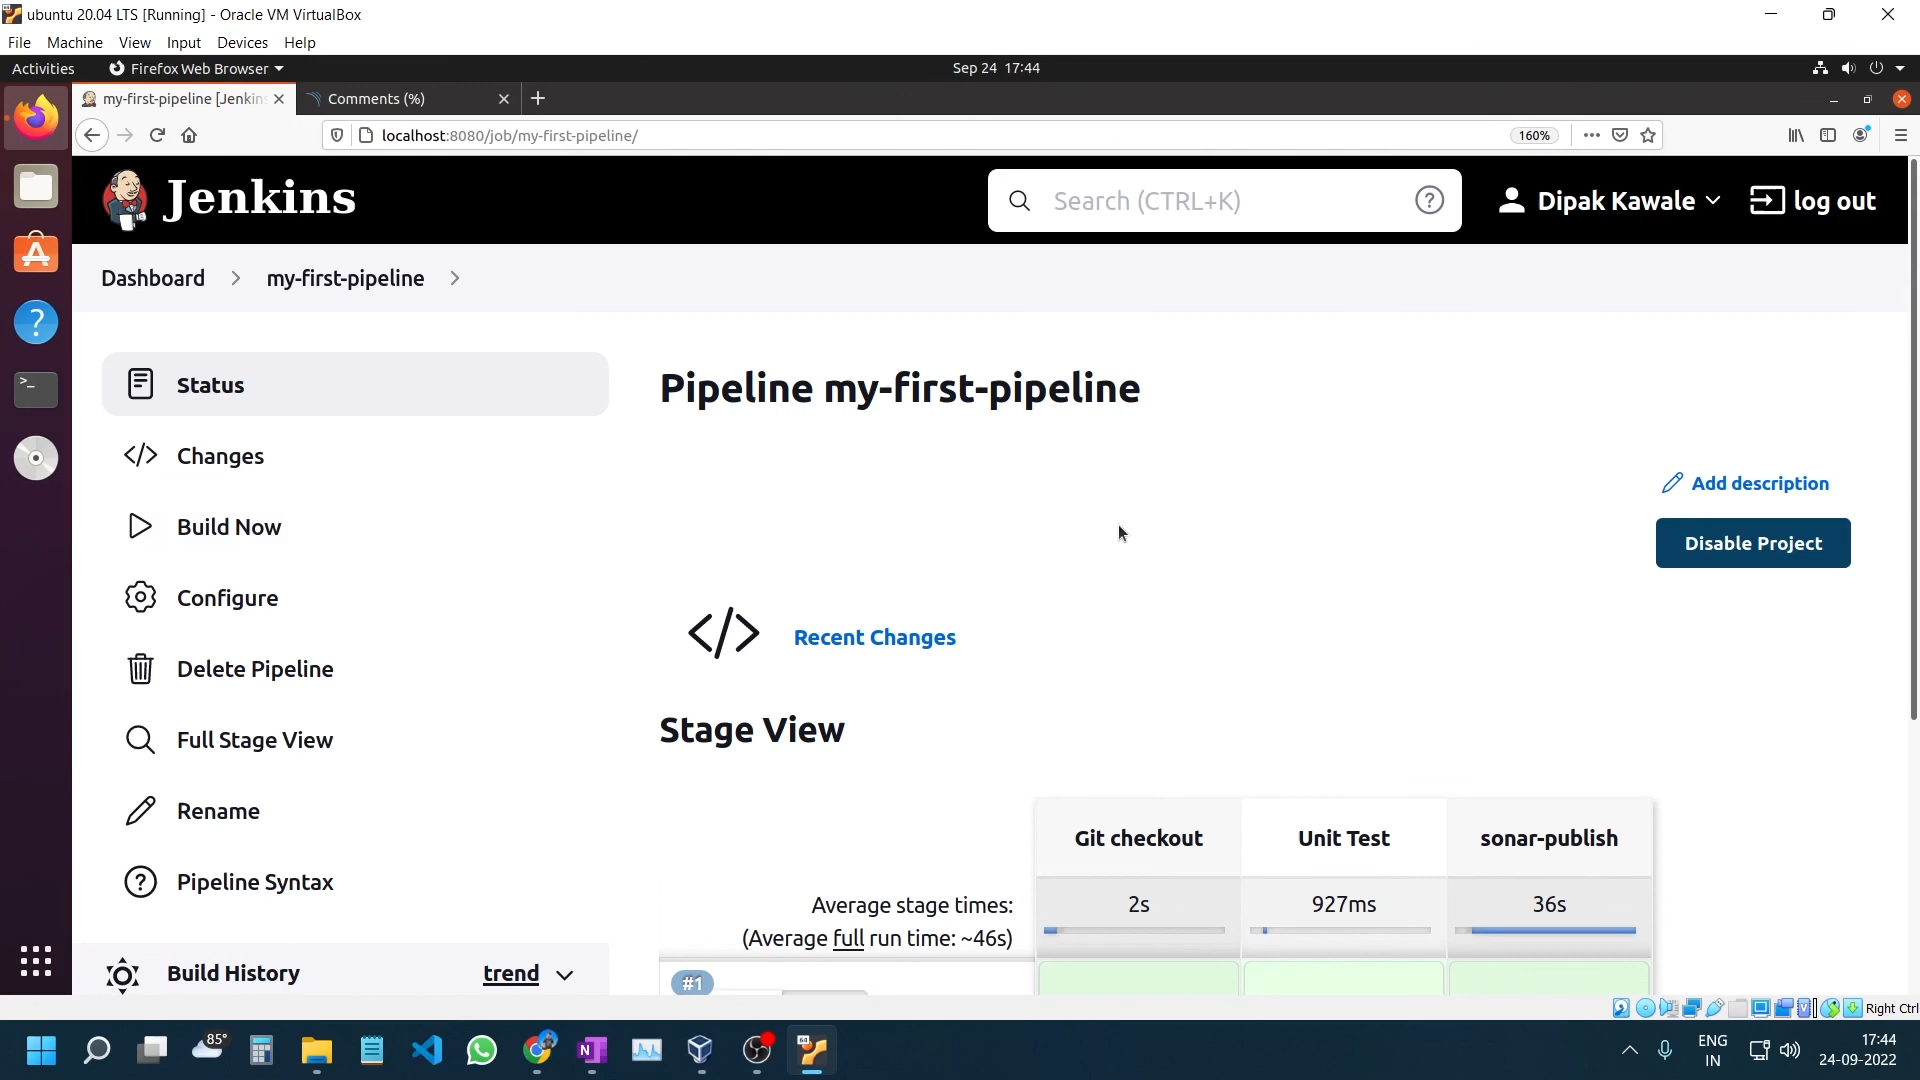 ubuntu 20.04 LTS [Running] - Oracle VM VirtualBox
File Machine View Input Devices Help
Activities Firefox Web Browser Sep 24 17:44
my-first-pipeline [Jenkins Comments (%)
localhost:8080/job/my-first-pipeline/ 160%
Jenkins Search (CTRL+K) ? Dipak Kawale log out
Dashboard my-first-pipeline
Status
Changes
Build Now
Configure
Delete Pipeline
Full Stage View
Rename
Pipeline Syntax
Build History trend
Pipeline my-first-pipeline
Add description
Disable Project
Recent Changes
Stage View
Git checkout Unit Test sonar-publish
Average stage times: 2s 927ms 36s
(Average full run time: ~46s)
#1
Right Ctrl
85°
ENG
IN
17:44
24-09-2022